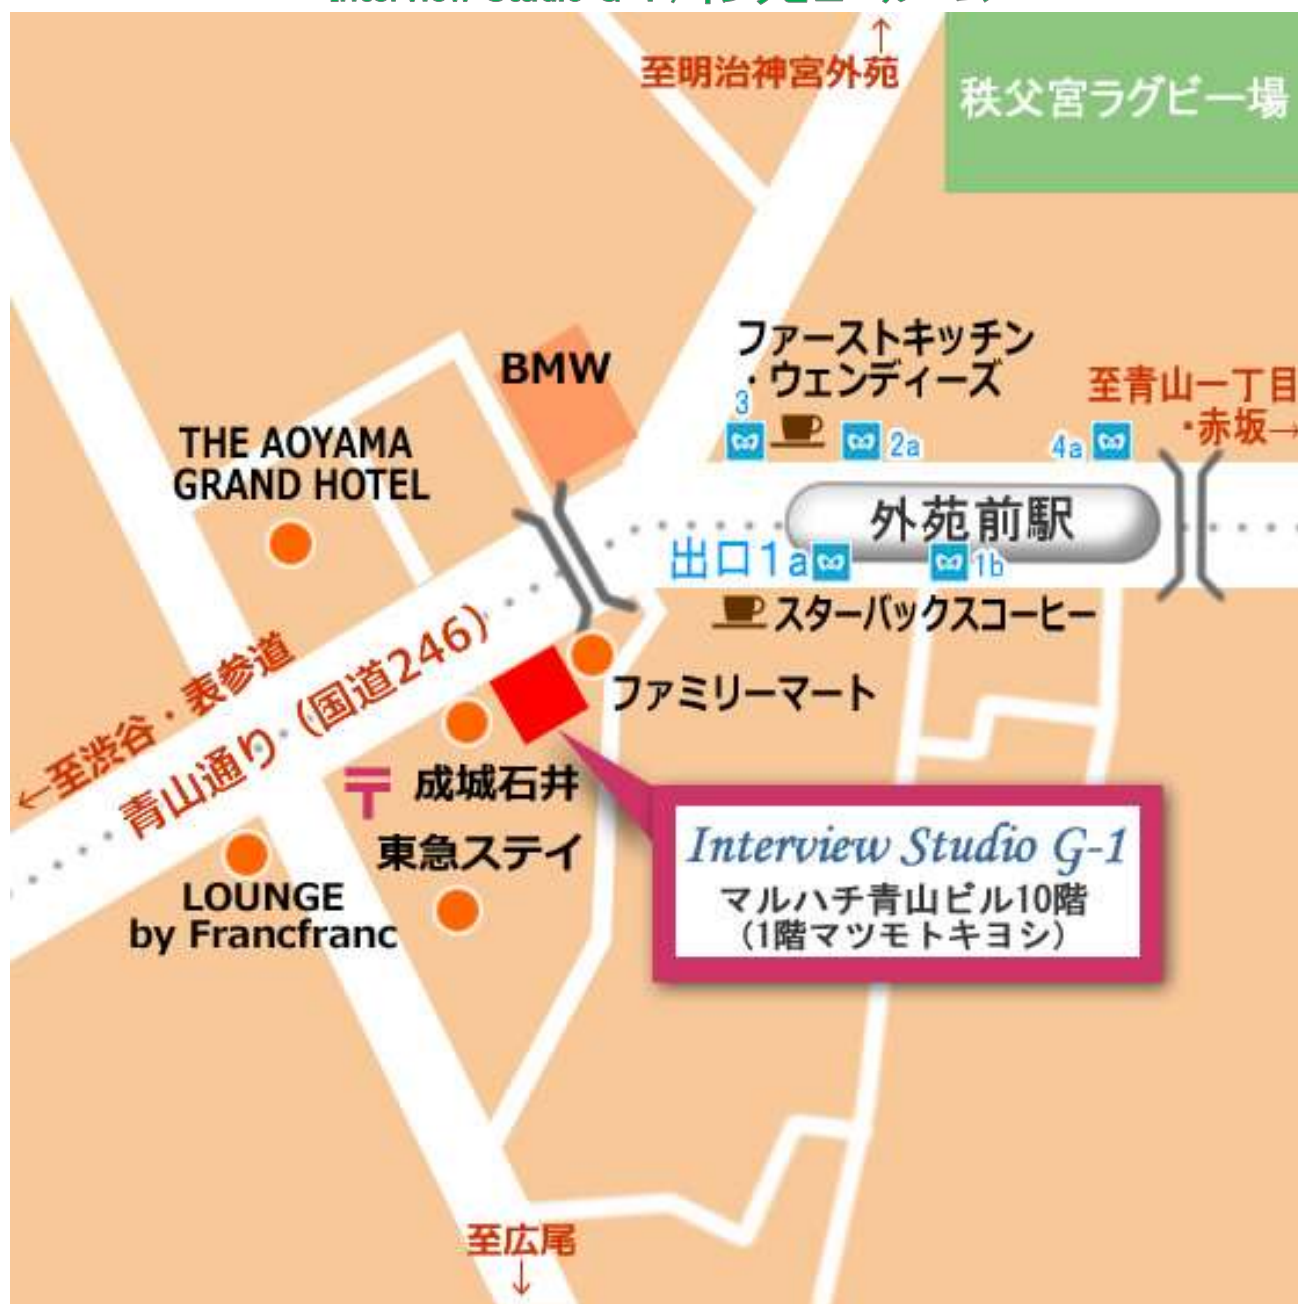 ↑
至明治神宮外苑
秩父宮ラグビー場
BMW
ファーストキッチン
・ウェンディーズ
3
2a
4a
至青山一丁目
・赤坂→
THE AOYAMA
GRAND HOTEL
外苑前駅
出口1a
1b
スターバックスコーヒー
←至渋谷・表参道
青山通り(国道246)
ファミリーマート
〒
成城石井
東急ステイ
LOUNGE
by Francfranc
Interview Studio G-1
マルハチ青山ビル10階
(1階マツモトキヨシ)
至広尾
↓